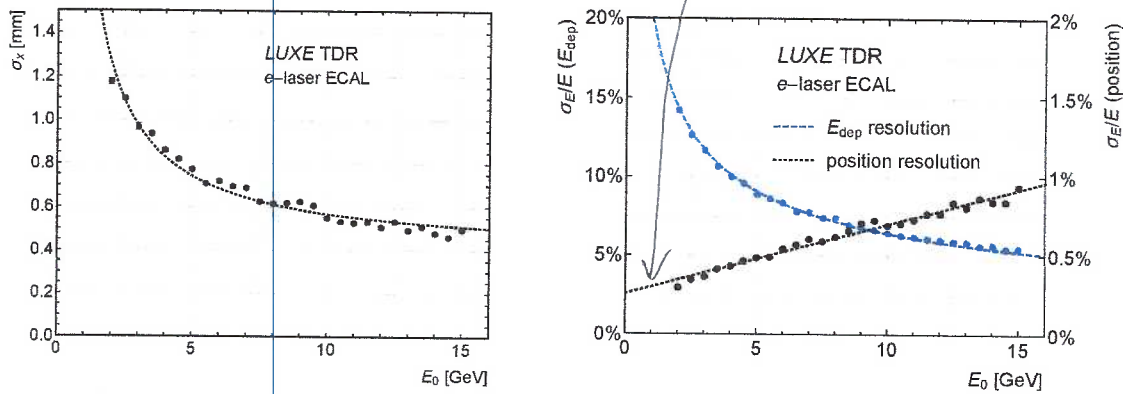 σx [mm]
1.4
1.2
1.0
0.8
0.6
0.4
0.2
0.0
0
5
10
15
E0 [GeV]
LUXE TDR
e–laser ECAL
σE/E (Edep)
20%
15%
10%
5%
0%
0
5
10
15
E0 [GeV]
LUXE TDR
e–laser ECAL
Edep resolution
position resolution
2%
1.5%
1%
0.5%
0%
σE/E (position)